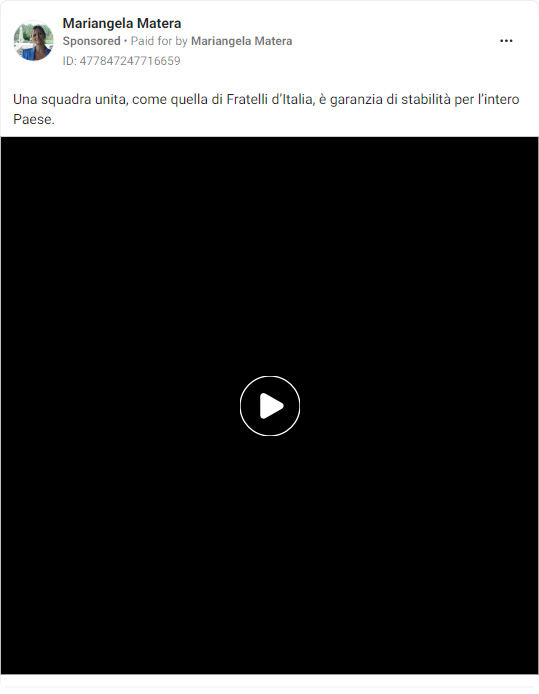 Mariangela Matera
Sponsored • Paid for by Mariangela Matera
ID: 477847247716659
Una squadra unita, come quella di Fratelli d’Italia, è garanzia di stabilità per l’intero
Paese.